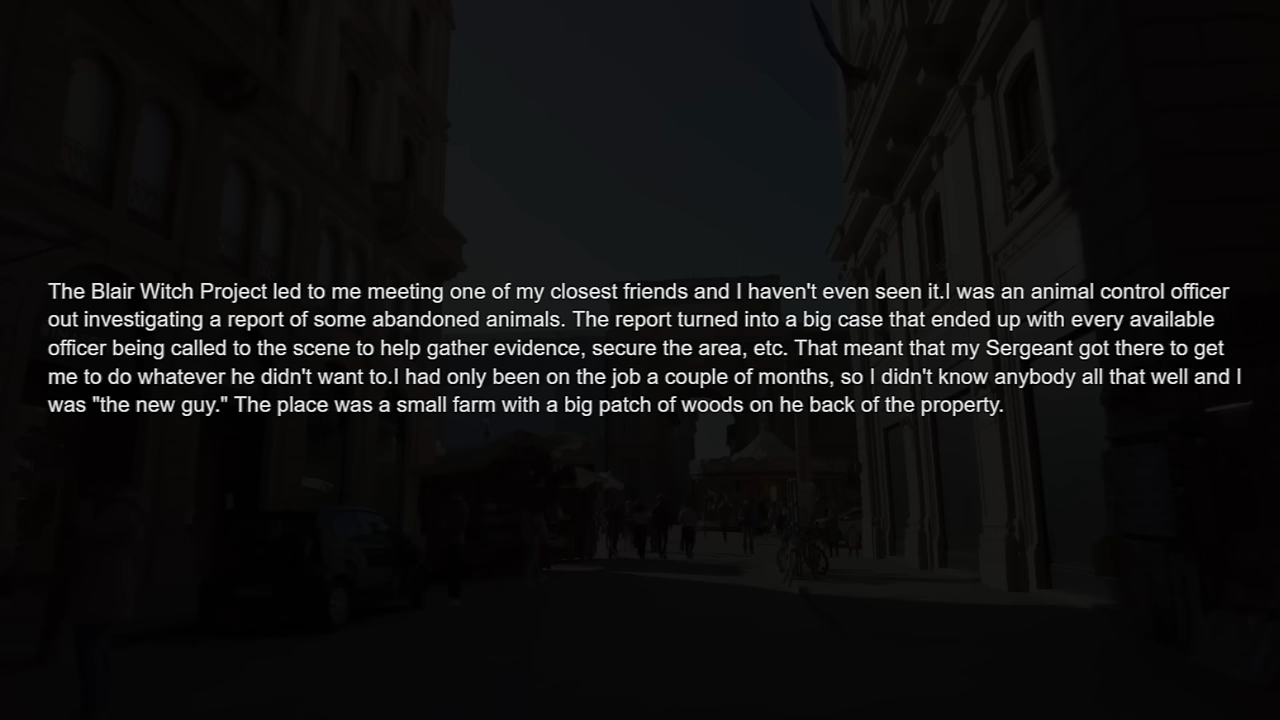 The Blair Witch Project led to me meeting one of my closest friends and I haven't even seen it.I was an animal control officer
out investigating a report of some abandoned animals. The report turned into a big case that ended up with every available
officer being called to the scene to help gather evidence, secure the area, etc. That meant that my Sergeant got there to get
me to do whatever he didn't want to.I had only been on the job a couple of months, so I didn't know anybody all that well and I
was "the new guy." The place was a small farm with a big patch of woods on he back of the property.